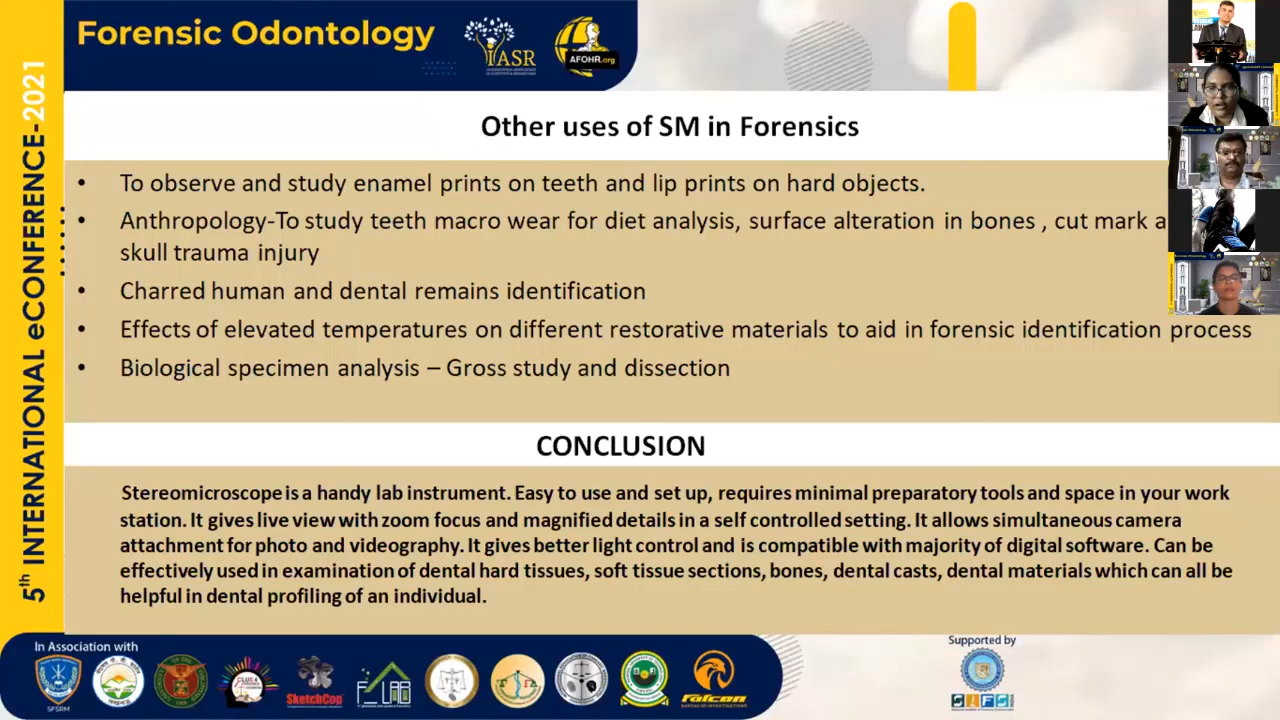 Forensic Odontology
IASR
AFOHR.org
5th INTERNATIONAL eCONFERENCE-2021
Other uses of SM in Forensics
• To observe and study enamel prints on teeth and lip prints on hard objects.
• Anthropology-To study teeth macro wear for diet analysis, surface alteration in bones , cut mark a
skull trauma injury
• Charred human and dental remains identification
• Effects of elevated temperatures on different restorative materials to aid in forensic identification process
• Biological specimen analysis – Gross study and dissection
CONCLUSION
Stereomicroscope is a handy lab instrument. Easy to use and set up, requires minimal preparatory tools and space in your work
station. It gives live view with zoom focus and magnified details in a self controlled setting. It allows simultaneous camera
attachment for photo and videography. It gives better light control and is compatible with majority of digital software. Can be
effectively used in examination of dental hard tissues, soft tissue sections, bones, dental casts, dental materials which can all be
helpful in dental profiling of an individual.
In Association with
SFSRM
SketchCop
F-LAB
Falcon
Supported by
SIFS